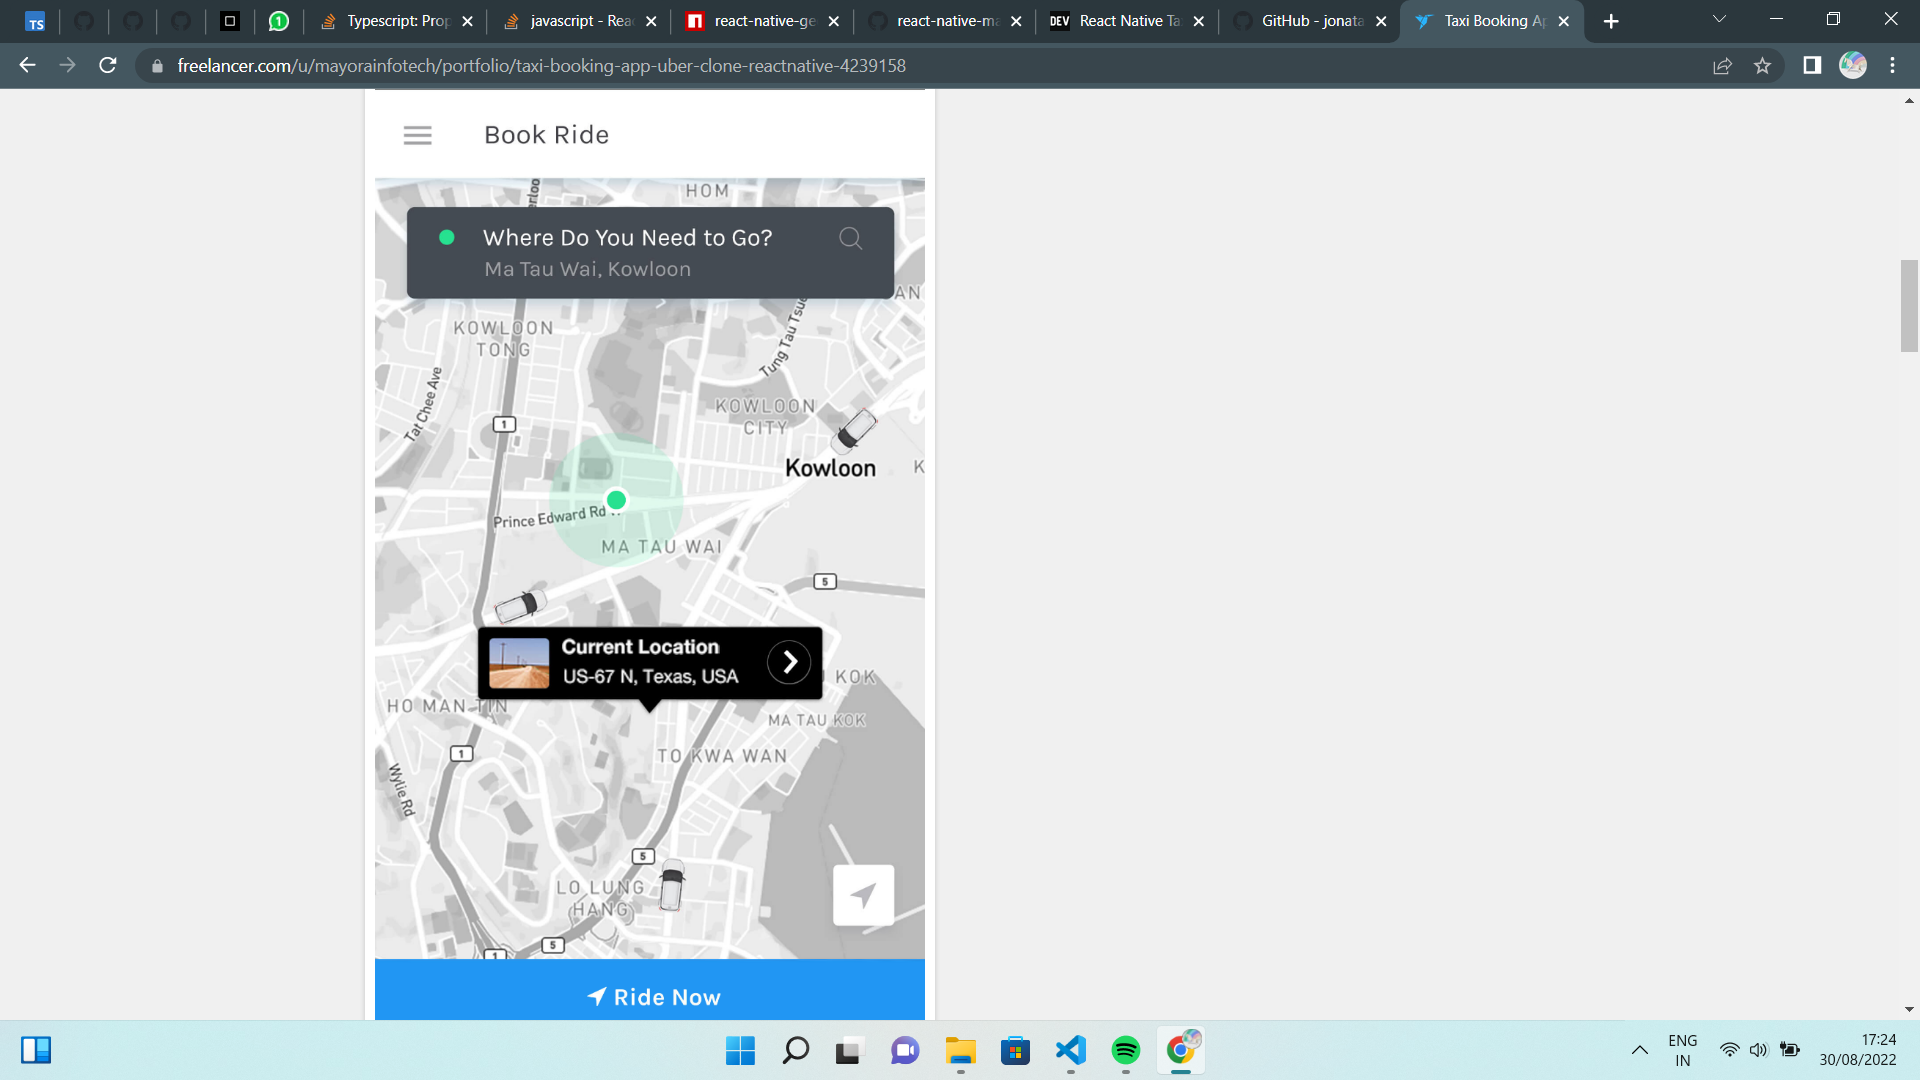 TS
1
Typescript: Prop
javascript - Reac
react-native-geo
react-native-ma
DEV
React Native Ta
GitHub - jonata
Taxi Booking Ap
freelancer.com/u/mayorainfotech/portfolio/taxi-booking-app-uber-clone-reactnative-4239158
Book Ride
HOM
Where Do You Need to Go?
Ma Tau Wai, Kowloon
AN
KOWLOON
TONG
Tung Tau Tsue
Tat Chee Ave
KOWLOON
CITY
1
Kowloon
K
Prince Edward Rd
MA TAU WAI
5
Current Location
US-67 N, Texas, USA
KOK
HO MAN TIN
MA TAU KOK
1
TO KWA WAN
Wylie Rd
5
LO LUNG
HANG
5
1
Ride Now
ENG
IN
17:24
30/08/2022